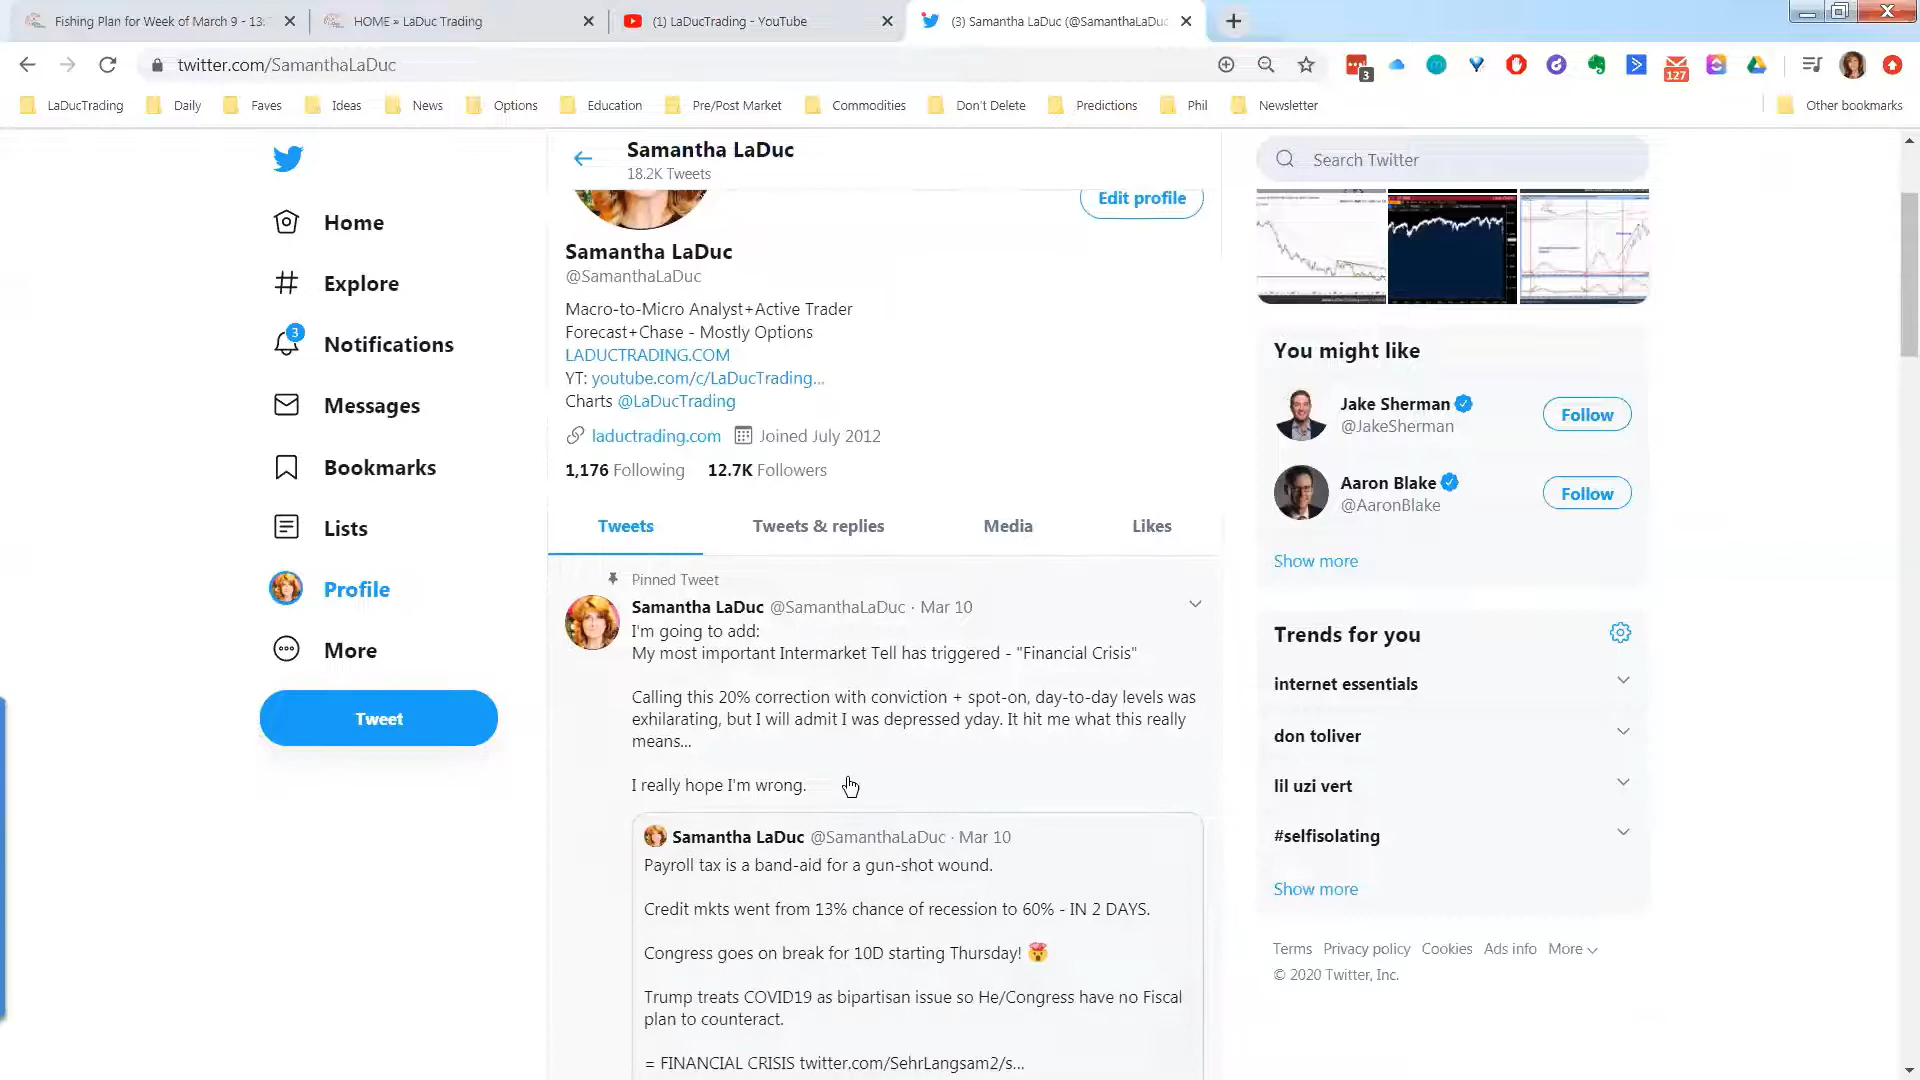 Fishing Plan for Week of March 9 - 13:
HOME » LaDuc Trading
(1) LaDucTrading - YouTube
(3) Samantha LaDuc (@SamanthaLaDuc
twitter.com/SamanthaLaDuc
3
127
LaDucTrading
Daily
Faves
Ideas
News
Options
Education
Pre/Post Market
Commodities
Don't Delete
Predictions
Phil
Newsletter
Other bookmarks
Home
Explore
3
Notifications
Messages
Bookmarks
Lists
Profile
More
Tweet
Samantha LaDuc
18.2K Tweets
Edit profile
Samantha LaDuc
@SamanthaLaDuc
Macro-to-Micro Analyst+Active Trader
Forecast+Chase - Mostly Options
LADUCTRADING.COM
YT: youtube.com/c/LaDucTrading...
Charts @LaDucTrading
laductrading.com Joined July 2012
1,176 Following 12.7K Followers
Tweets Tweets & replies Media Likes
Pinned Tweet
Samantha LaDuc @SamanthaLaDuc · Mar 10
I'm going to add:
My most important Intermarket Tell has triggered - "Financial Crisis"
Calling this 20% correction with conviction + spot-on, day-to-day levels was
exhilarating, but I will admit I was depressed yday. It hit me what this really
means...
I really hope I'm wrong.
Samantha LaDuc @SamanthaLaDuc · Mar 10
Payroll tax is a band-aid for a gun-shot wound.
Credit mkts went from 13% chance of recession to 60% - IN 2 DAYS.
Congress goes on break for 10D starting Thursday! 🤯
Trump treats COVID19 as bipartisan issue so He/Congress have no Fiscal
plan to counteract.
= FINANCIAL CRISIS twitter.com/SehrLangsam2/s...
Search Twitter
You might like
Jake Sherman
@JakeSherman
Follow
Aaron Blake
@AaronBlake
Follow
Show more
Trends for you
internet essentials
don toliver
lil uzi vert
#selfisolating
Show more
Terms Privacy policy Cookies Ads info More
© 2020 Twitter, Inc.